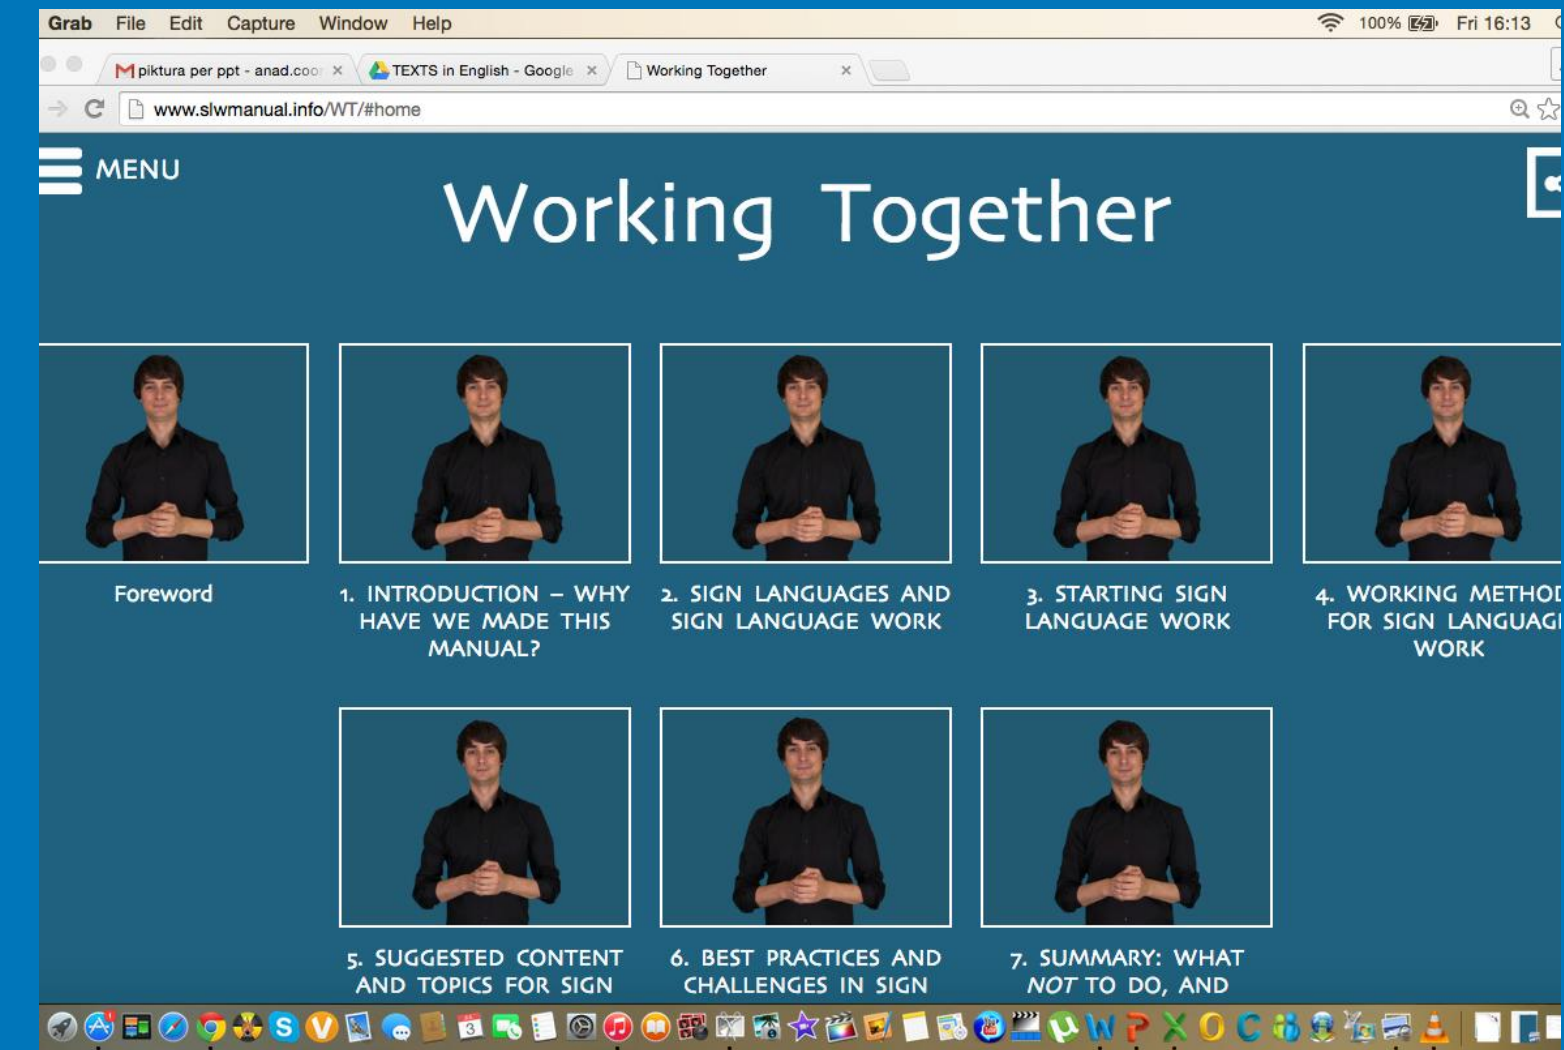 Grab File Edit Capture Window Help 100% Fri 16:13
piktura per ppt - anad.coor TEXTS in English - Google Working Together
www.slwmanual.info/WT/#home
MENU
Working Together
Foreword
1. INTRODUCTION – WHY
HAVE WE MADE THIS
MANUAL?
2. SIGN LANGUAGES AND
SIGN LANGUAGE WORK
3. STARTING SIGN
LANGUAGE WORK
4. WORKING METHOD
FOR SIGN LANGUAG
WORK
5. SUGGESTED CONTENT
AND TOPICS FOR SIGN
6. BEST PRACTICES AND
CHALLENGES IN SIGN
7. SUMMARY: WHAT
NOT TO DO, AND